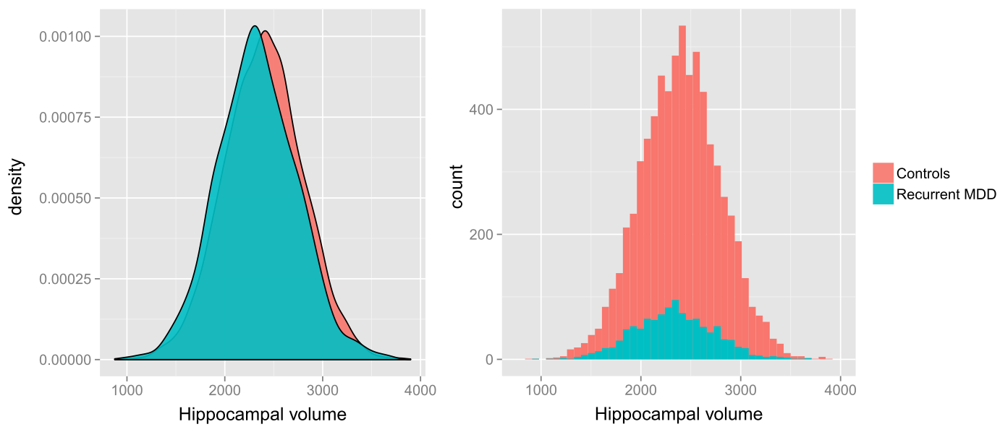 density
0.00100
0.00075
0.00050
0.00025
0.00000
1000 2000 3000 4000
Hippocampal volume
count
400
200
0
1000 2000 3000 4000
Hippocampal volume
Controls
Recurrent MDD